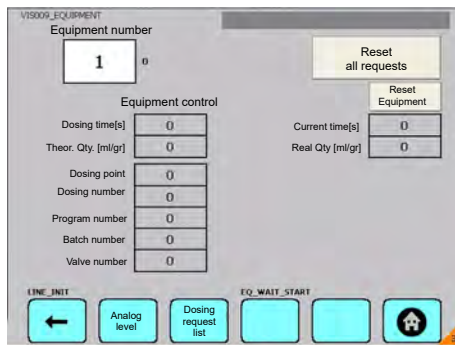 VIS009_EQUIPMENT
Equipment number
1
0
Reset
all requests
Reset
Equipment
Equipment control
Dosing time[s]
0
Current time[s]
0
Theor. Qty. [ml/gr]
0
Real Qty [ml/gr]
0
Dosing point
0
Dosing number
0
Program number
0
Batch number
0
Valve number
0
LINE_INIT
EQ_WAIT_START
Analog
level
Dosing
request
list